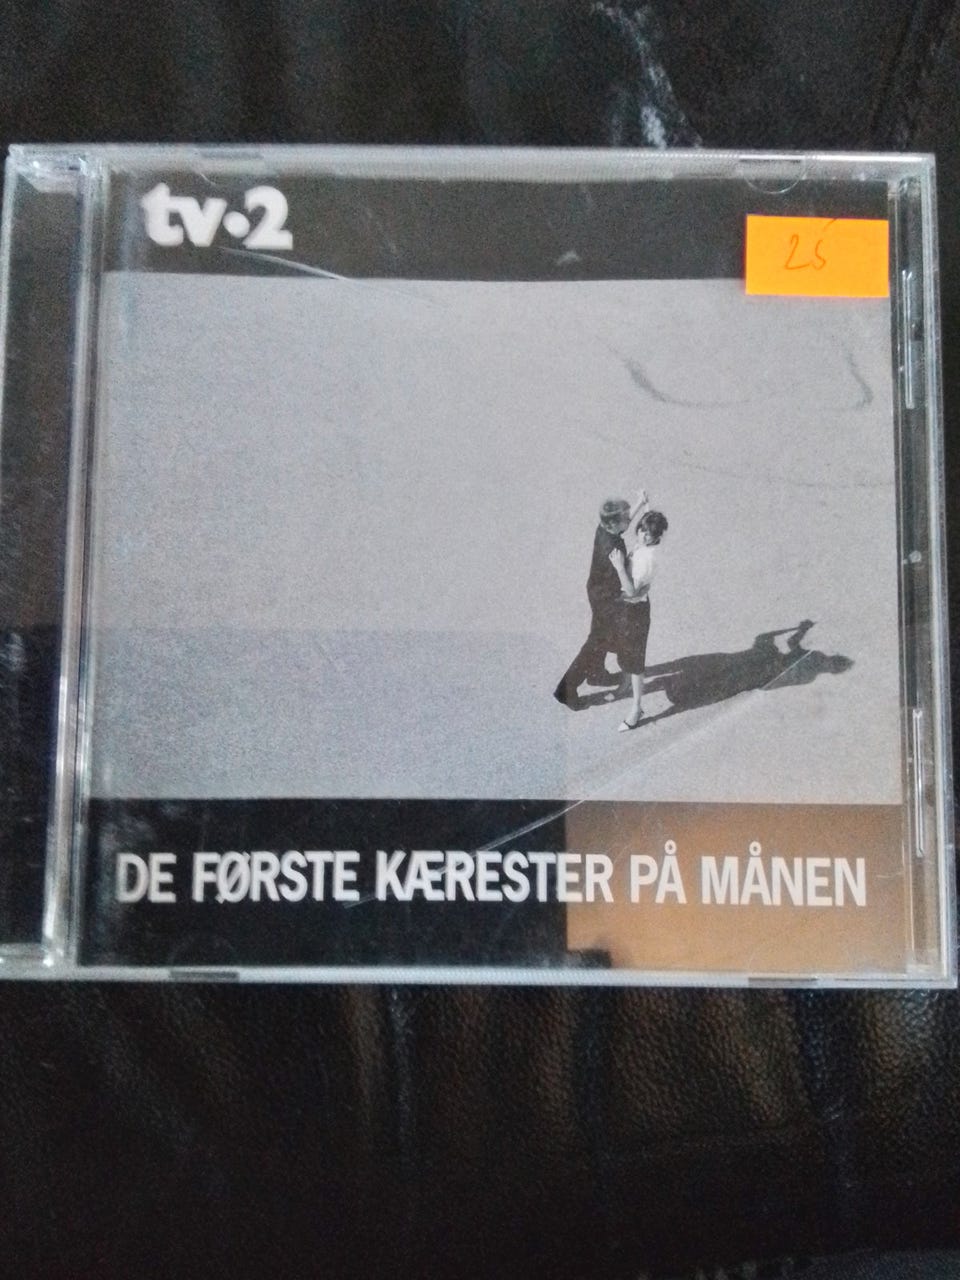 tv·2
25
DE FØRSTE KÆRESTER PÅ MÅNEN